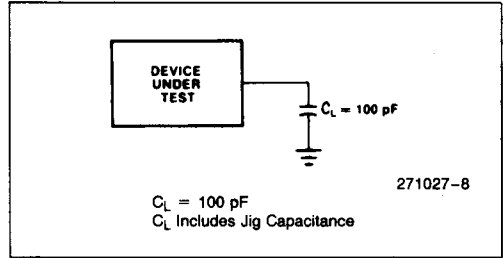 DEVICE
UNDER
TEST
C_L = 100 pF
271027–8
C_L = 100 pF
C_L Includes Jig Capacitance